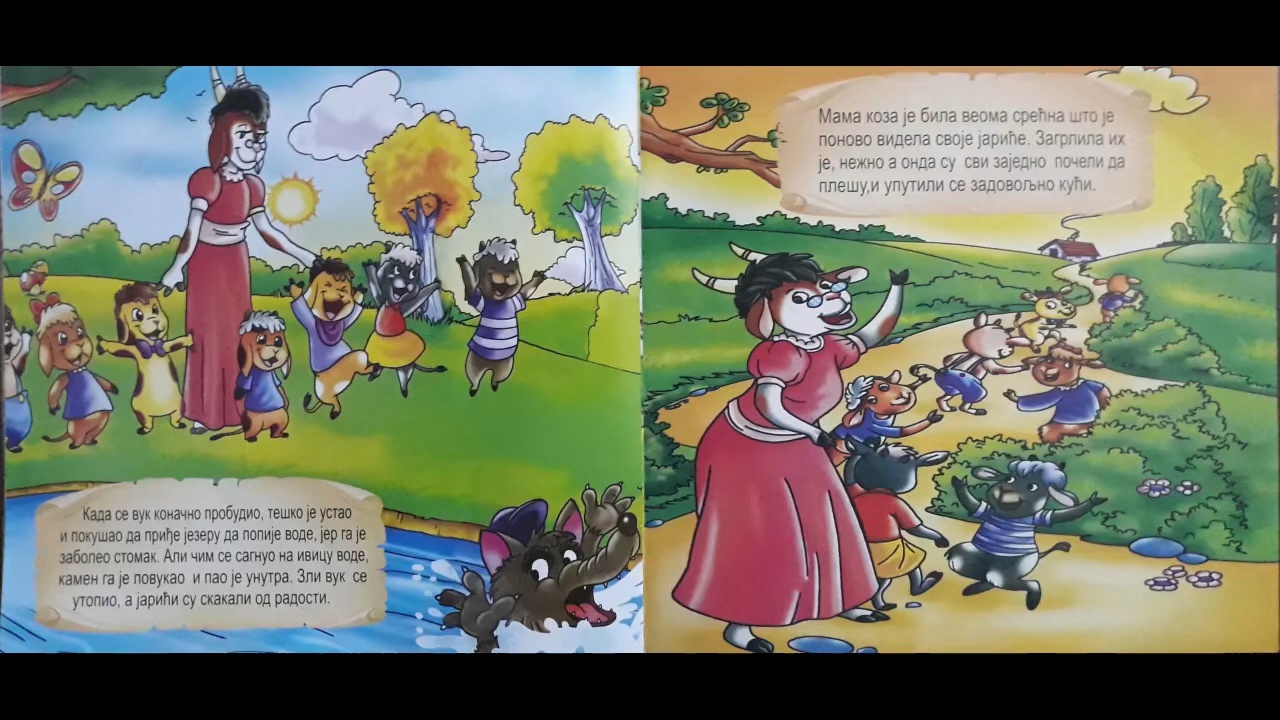 Када се вук коначно пробудио, тешко је устао
и покушао да приђе језеру да попије воде, јер га је
заболео стомак. Али чим се сагнуо на ивицу воде,
камен га је повукао и пао је унутра. Зли вук се
утопио, а јарићи су скакали од радости.
Мама коза је била веома срећна што је
поново видела своје јариће. Загрлила их
је, нежно а онда су сви заједно почели да
плешу,и упутили се задовољно кући.